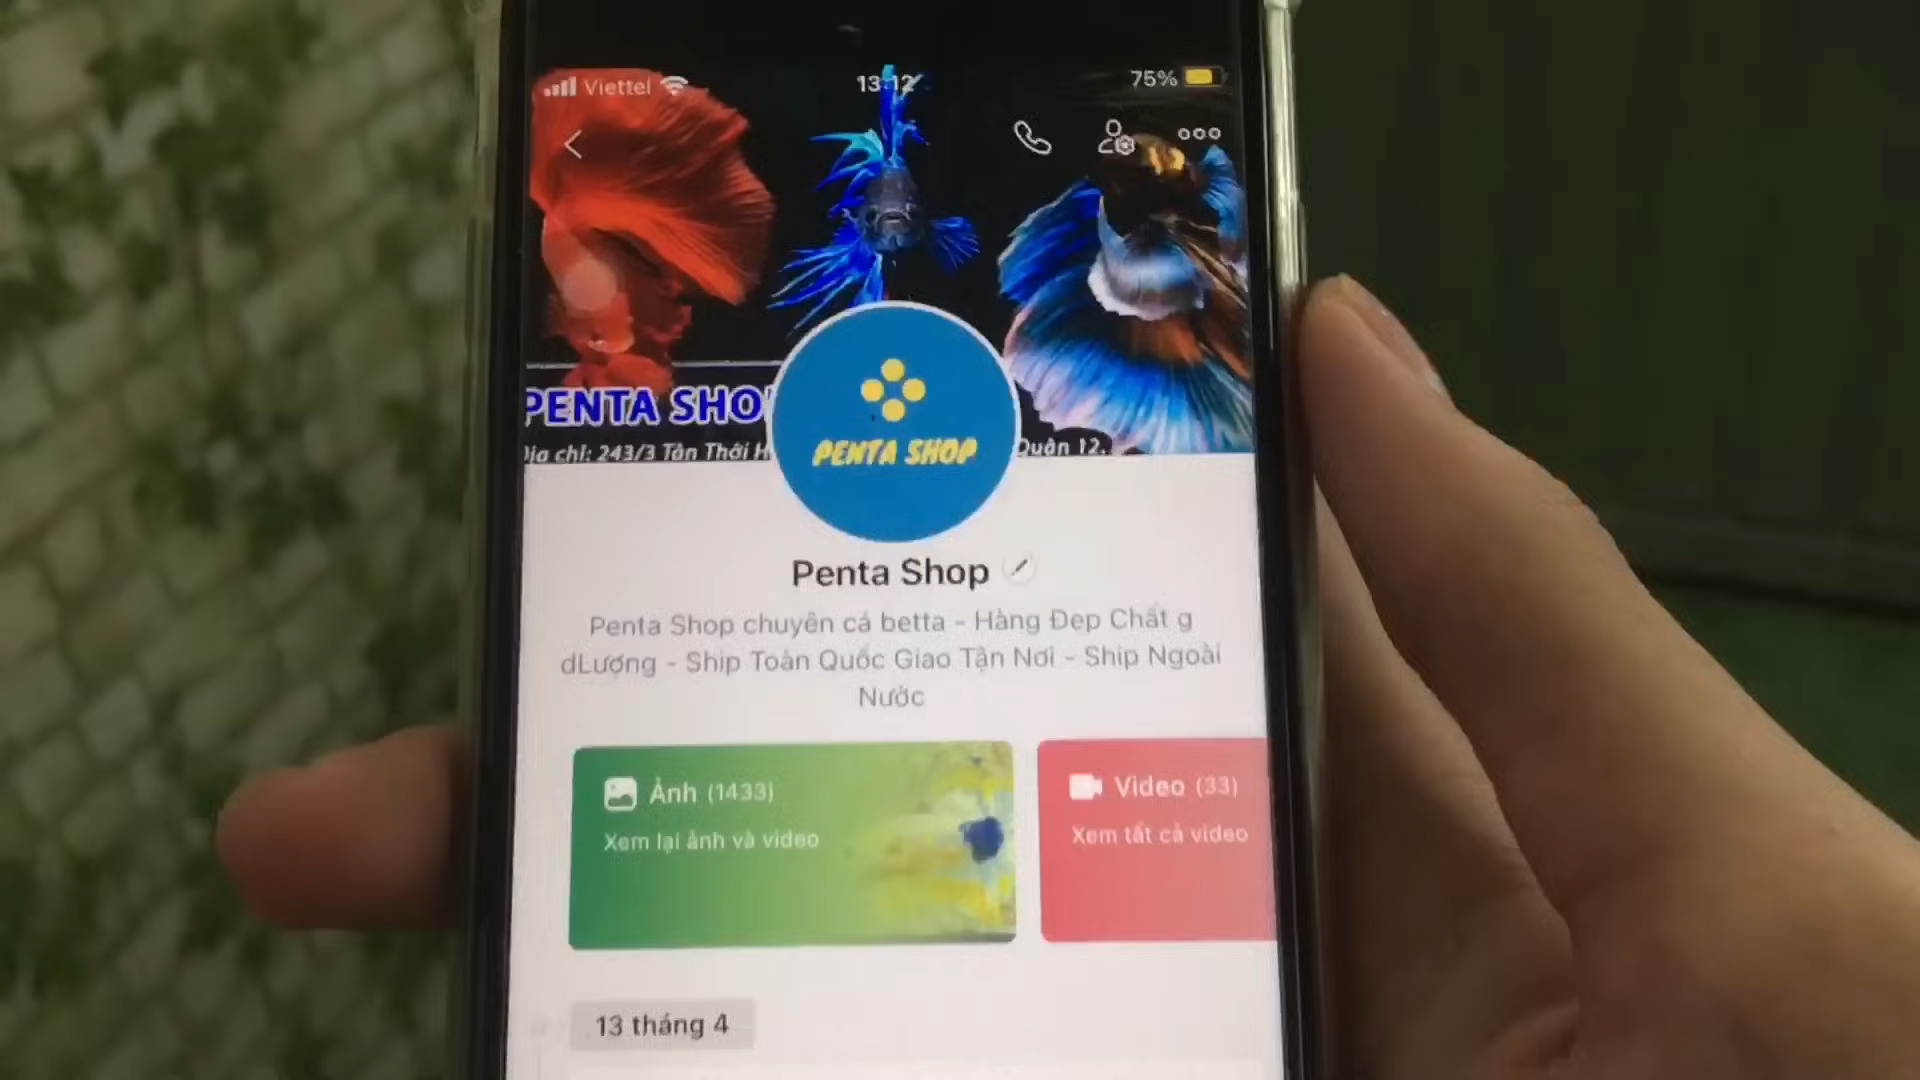 Viettel
13:12
75%
PENTA SHO
Địa chỉ: 243/3 Tân Thới H
Quận 12.
PENTA SHOP
Penta Shop
Penta Shop chuyên cá betta - Hàng Đẹp Chất g
dLượng - Ship Toàn Quốc Giao Tận Nơi - Ship Ngoài
Nước
Ảnh (1433)
Xem lại ảnh và video
Video (33)
Xem tất cả video
13 tháng 4